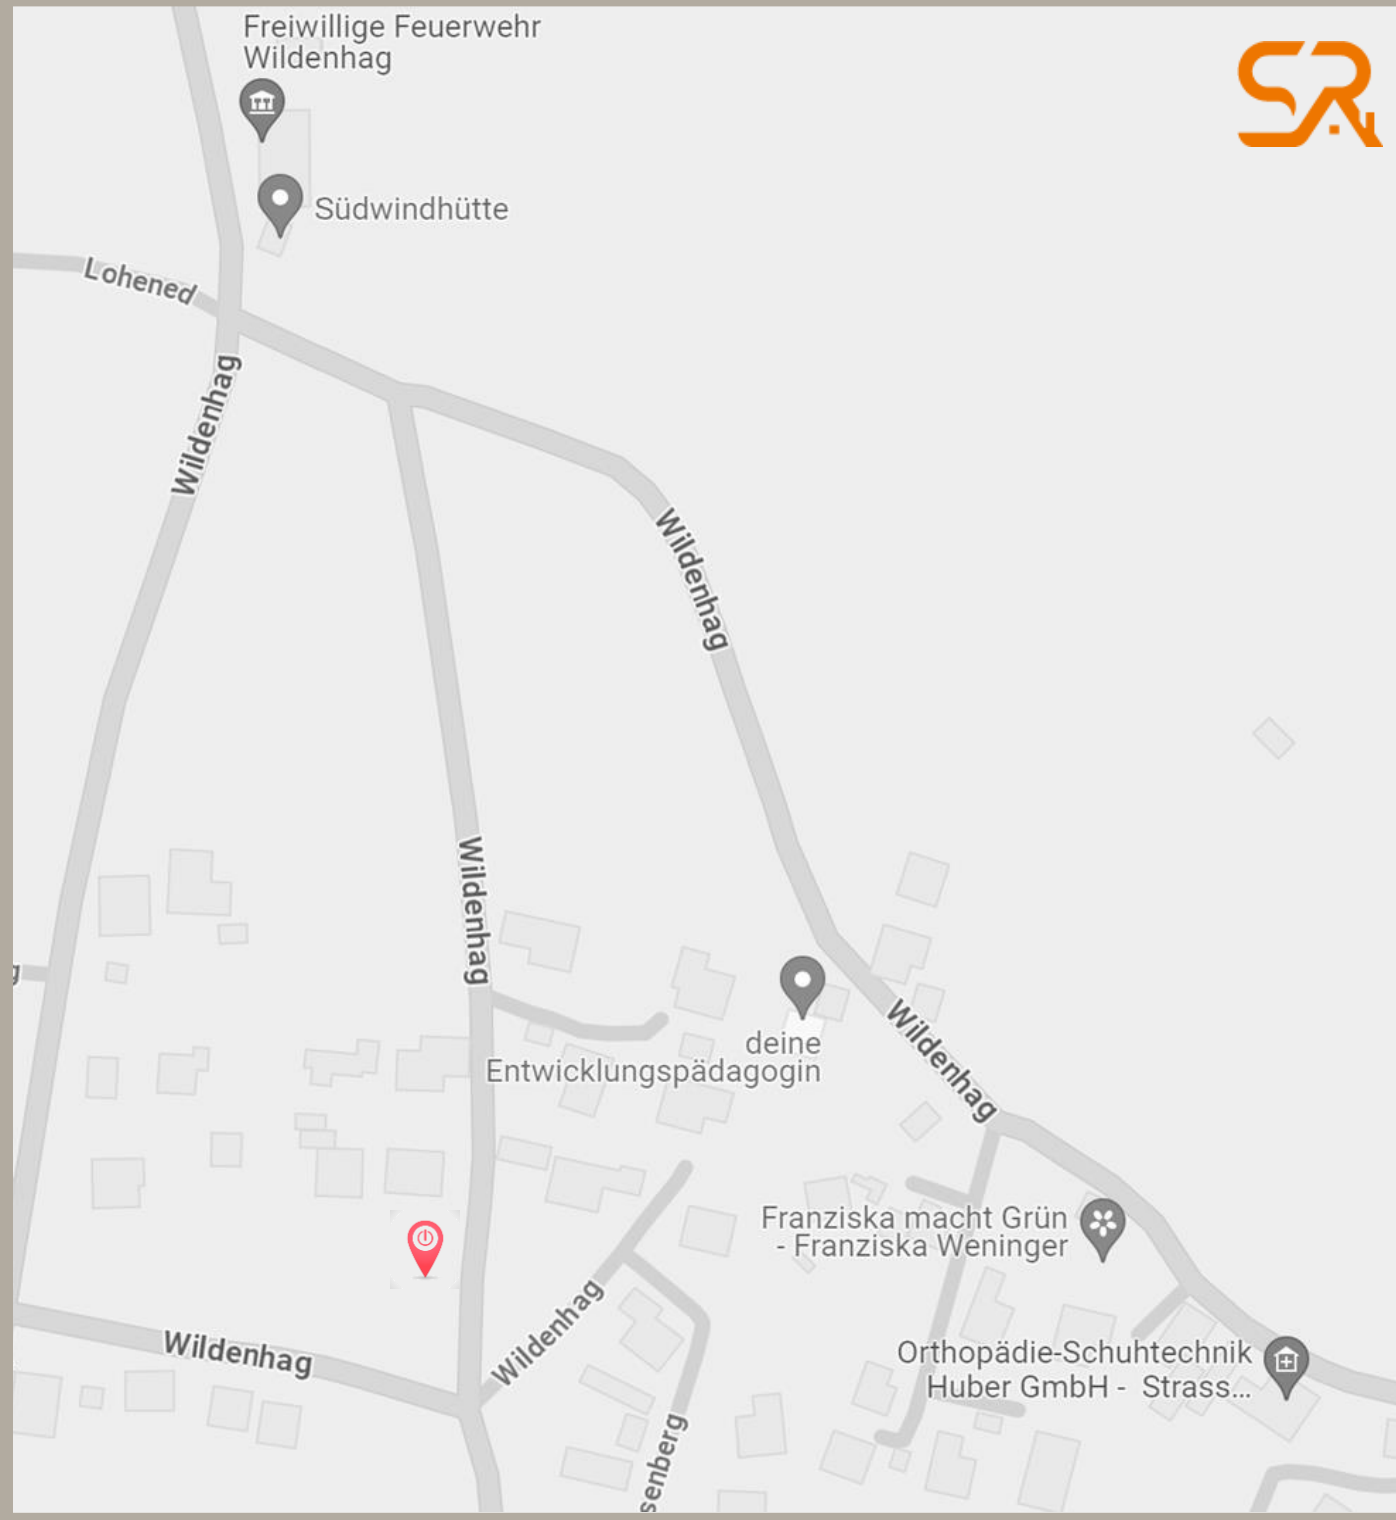 Freiwillige Feuerwehr
Wildenhag
SR
Südwindhütte
Lohened
Wildenhag
Wildenhag
Wildenhag
g
deine
Entwicklungspädagogin
Wildenhag
Franziska macht Grün
- Franziska Weninger
Wildenhag
Wildenhag
Orthopädie-Schuhtechnik
Huber GmbH - Strass...
senberg